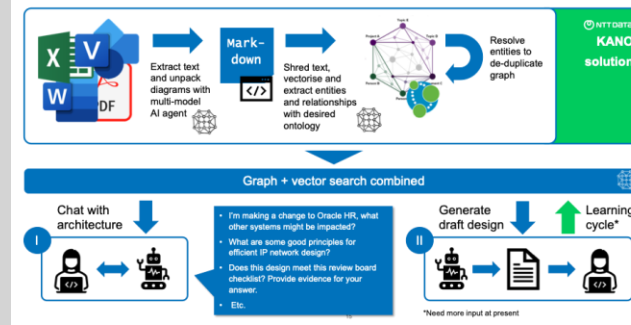 X
V
W
PDF
Extract text
and unpack
diagrams with
multi-model
AI agent
Mark-
down
</>
Shred text,
vectorise and
extract entities
and relationships
with desired
ontology
Resolve
entities to
de-duplicate
graph
NTT DATA
KANO
solution
Graph + vector search combined
Chat with
architecture
I
</>
• I'm making a change to Oracle HR, what
other systems might be impacted?
• What are some good principles for
efficient IP network design?
• Does this design meet this review board
checklist? Provide evidence for your
answer.
• Etc.
Generate
draft design
Learning
cycle*
II
</>
*Need more input at present